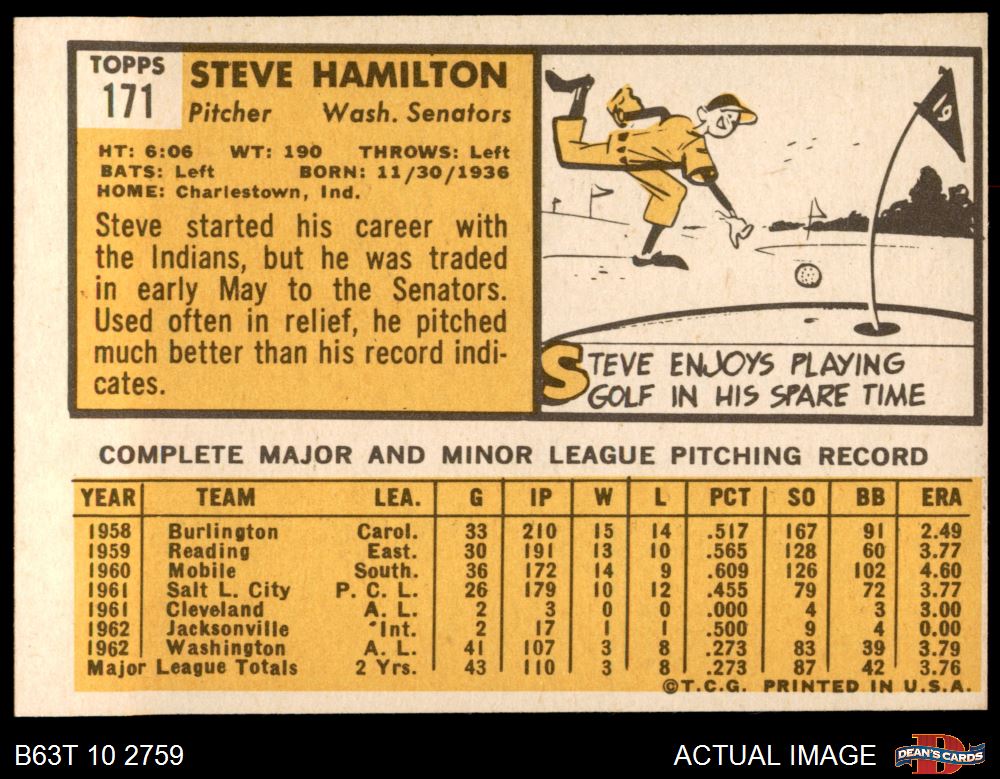 TOPPS
171
STEVE HAMILTON
Pitcher Wash. Senators
HT: 6:06 WT: 190 THROWS: Left
BATS: Left BORN: 11/30/1936
HOME: Charlestown, Ind.
Steve started his career with
the Indians, but he was traded
in early May to the Senators.
Used often in relief, he pitched
much better than his record indi-
cates.
19
STEVE ENJOYS PLAYING
GOLF IN HIS SPARE TIME
COMPLETE MAJOR AND MINOR LEAGUE PITCHING RECORD
YEAR TEAM LEA. G IP W L PCT SO BB ERA
1958 Burlington Carol. 33 210 15 14 .517 167 91 2.49
1959 Reading East. 30 191 13 10 .565 128 60 3.77
1960 Mobile South. 36 172 14 9 .609 126 102 4.60
1961 Salt L. City P. C. L. 26 179 10 12 .455 79 72 3.77
1961 Cleveland A. L. 2 3 0 0 .000 4 3 3.00
1962 Jacksonville Int. 2 17 1 1 .500 9 4 0.00
1962 Washington A. L. 41 107 3 8 .273 83 39 3.79
Major League Totals 2 Yrs. 43 110 3 8 .273 87 42 3.76
©T.C.G. PRINTED IN U.S.A.
B63T 10 2759
ACTUAL IMAGE
DEAN'S CARDS